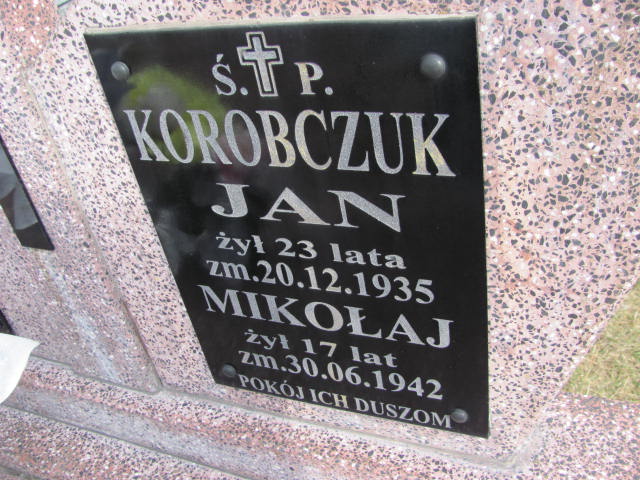 Ś. P.
KOROBCZUK
JAN
żył 23 lata
zm.20.12.1935
MIKOŁAJ
żył 17 lat
zm.30.06.1942
POKÓJ ICH DUSZOM